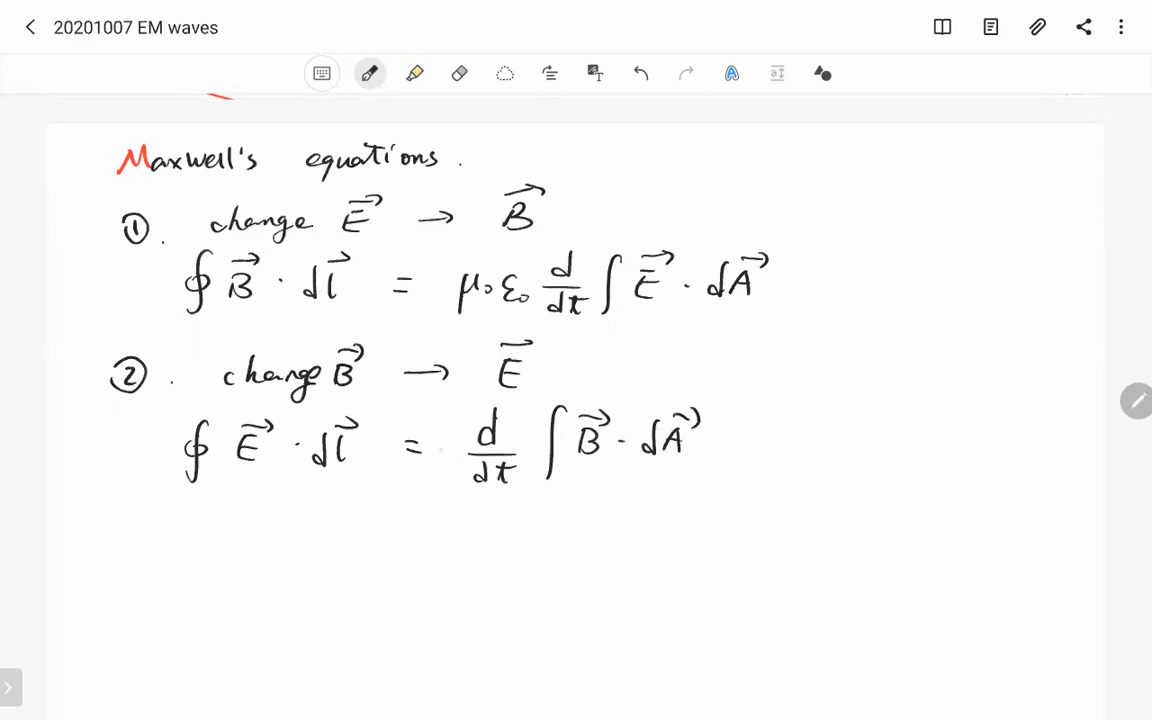 20201007 EM waves
Maxwell's equations.
①. change E⃗ → B⃗
∮ B⃗ · dl⃗ = μ₀ε₀ d/dt ∫ E⃗ · dA⃗
②. change B⃗ → E⃗
∮ E⃗ · dl⃗ = d/dt ∫ B⃗ · dA⃗